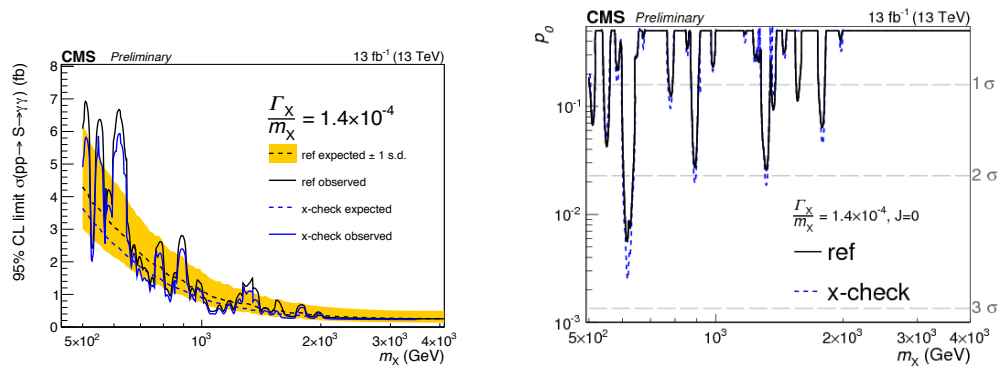 CMS Preliminary 13 fb⁻¹ (13 TeV)
95% CL limit σ(pp→ S→γγ) (fb)
8
7
6
5
4
3
2
1
0
Γ_X/m_X = 1.4×10⁻⁴
ref expected ± 1 s.d.
ref observed
x-check expected
x-check observed
5×10² 10³ 2×10³ 4×10³
m_X (GeV)
CMS Preliminary 13 fb⁻¹ (13 TeV)
p₀
10⁻¹
10⁻²
10⁻³
1 σ
2 σ
3 σ
Γ_X/m_X = 1.4×10⁻⁴, J=0
ref
x-check
5×10² 10³ 2×10³ 3×10³ 4×10³
m_X (GeV)